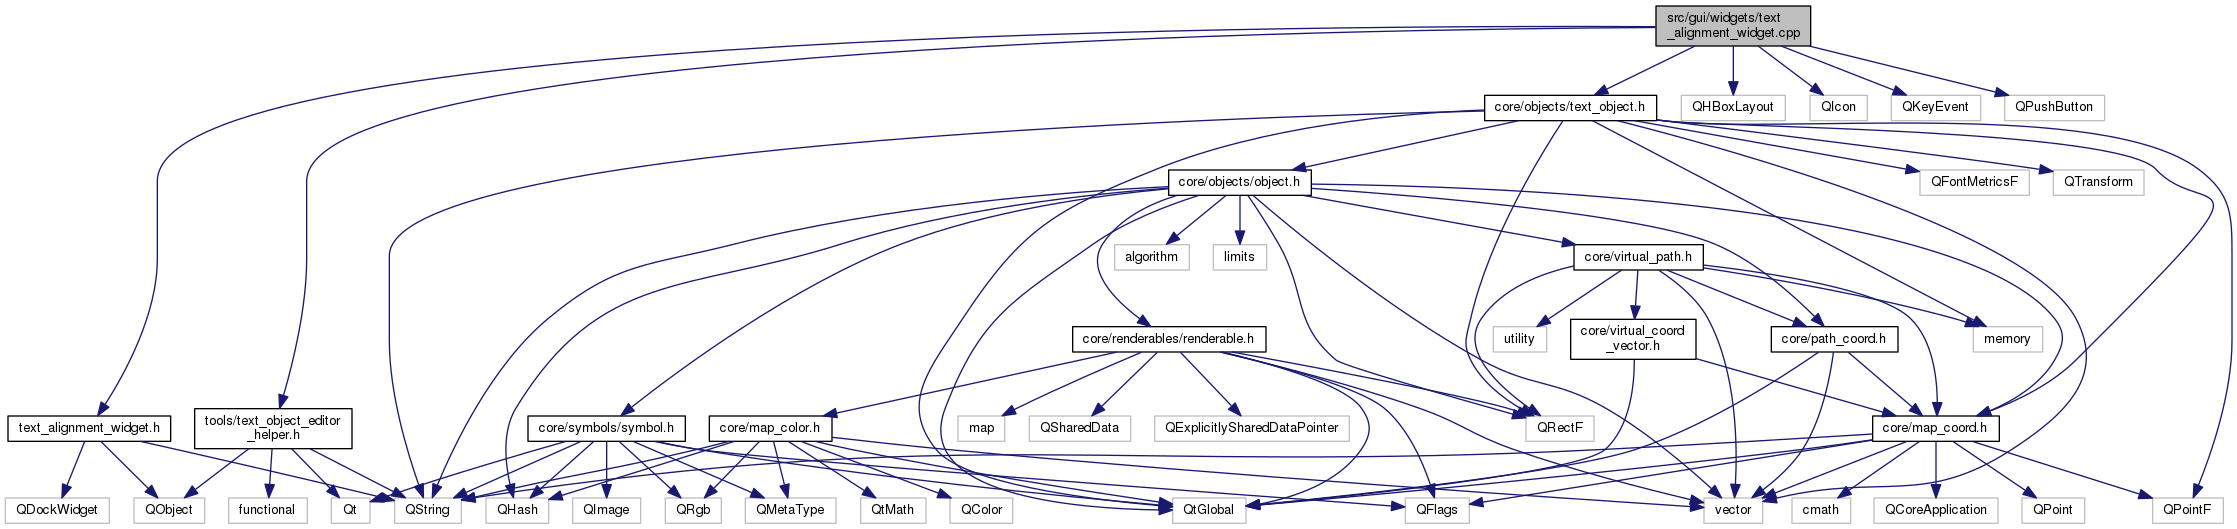 src/gui/widgets/text
_alignment_widget.cpp
core/objects/text_object.h
QHBoxLayout
QIcon
QKeyEvent
QPushButton
core/objects/object.h
QFontMetricsF
QTransform
algorithm
limits
core/virtual_path.h
core/renderables/renderable.h
utility
core/virtual_coord
_vector.h
core/path_coord.h
memory
text_alignment_widget.h
tools/text_object_editor
_helper.h
core/symbols/symbol.h
core/map_color.h
map
QSharedData
QExplicitlySharedDataPointer
QRectF
core/map_coord.h
QDockWidget
QObject
functional
Qt
QString
QHash
QImage
QRgb
QMetaType
QtMath
QColor
QtGlobal
QFlags
vector
cmath
QCoreApplication
QPoint
QPointF